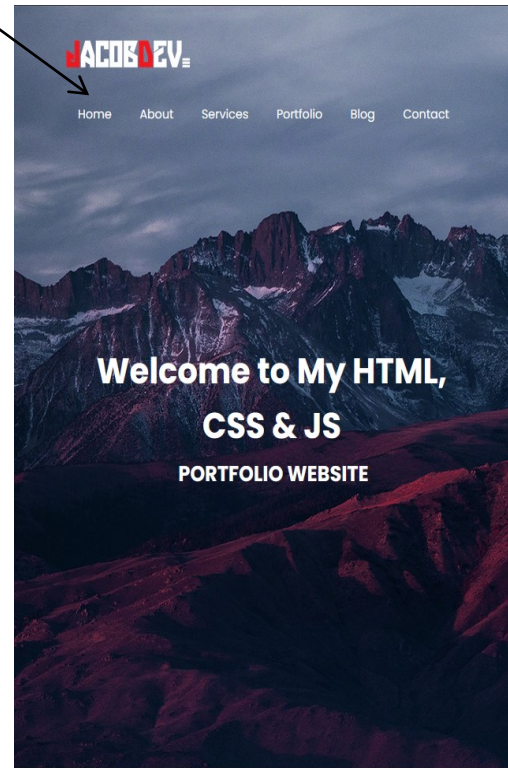 JACOBDEV
Home About Services Portfolio Blog Contact
Welcome to My HTML,
CSS & JS
PORTFOLIO WEBSITE